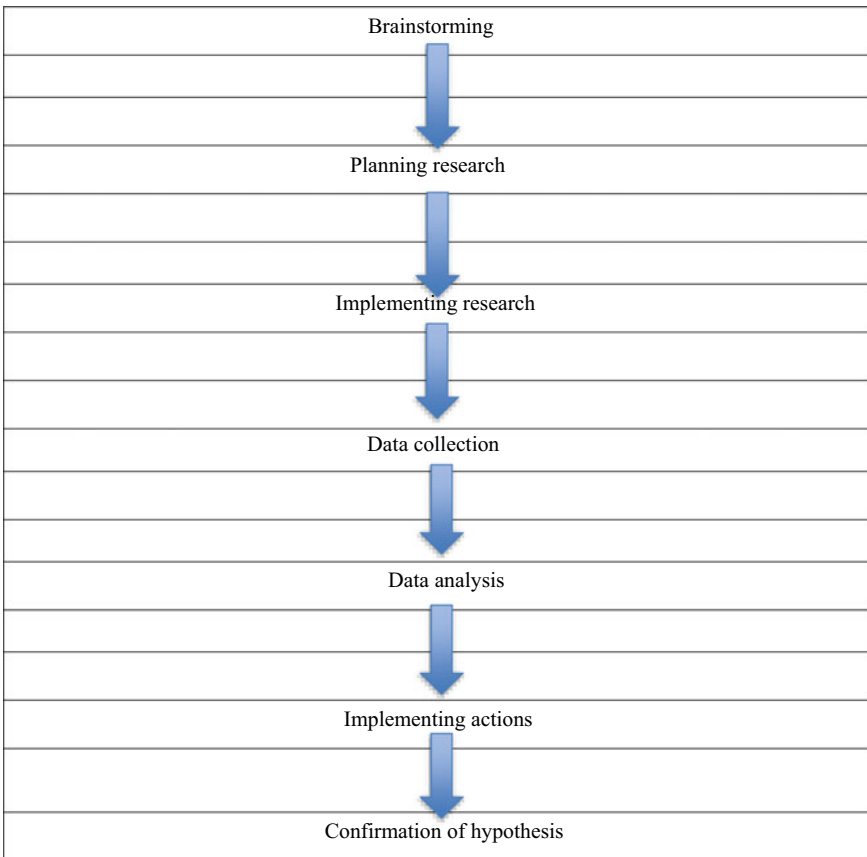 Brainstorming
Planning research
Implementing research
Data collection
Data analysis
Implementing actions
Confirmation of hypothesis